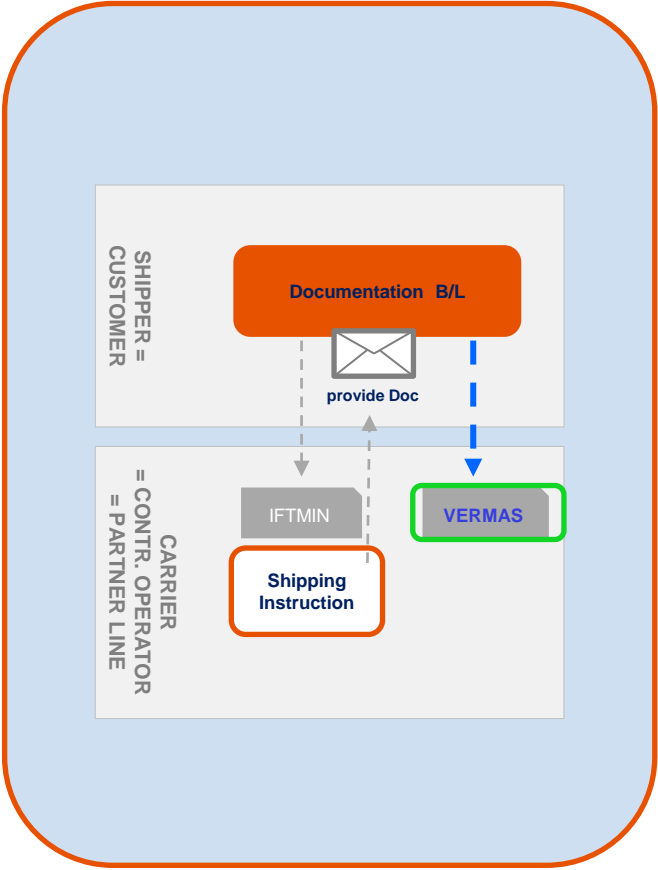 SHIPPER =
CUSTOMER
Documentation B/L
provide Doc
CARRIER
= CONTR. OPERATOR
= PARTNER LINE
IFTMIN
VERMAS
Shipping
Instruction